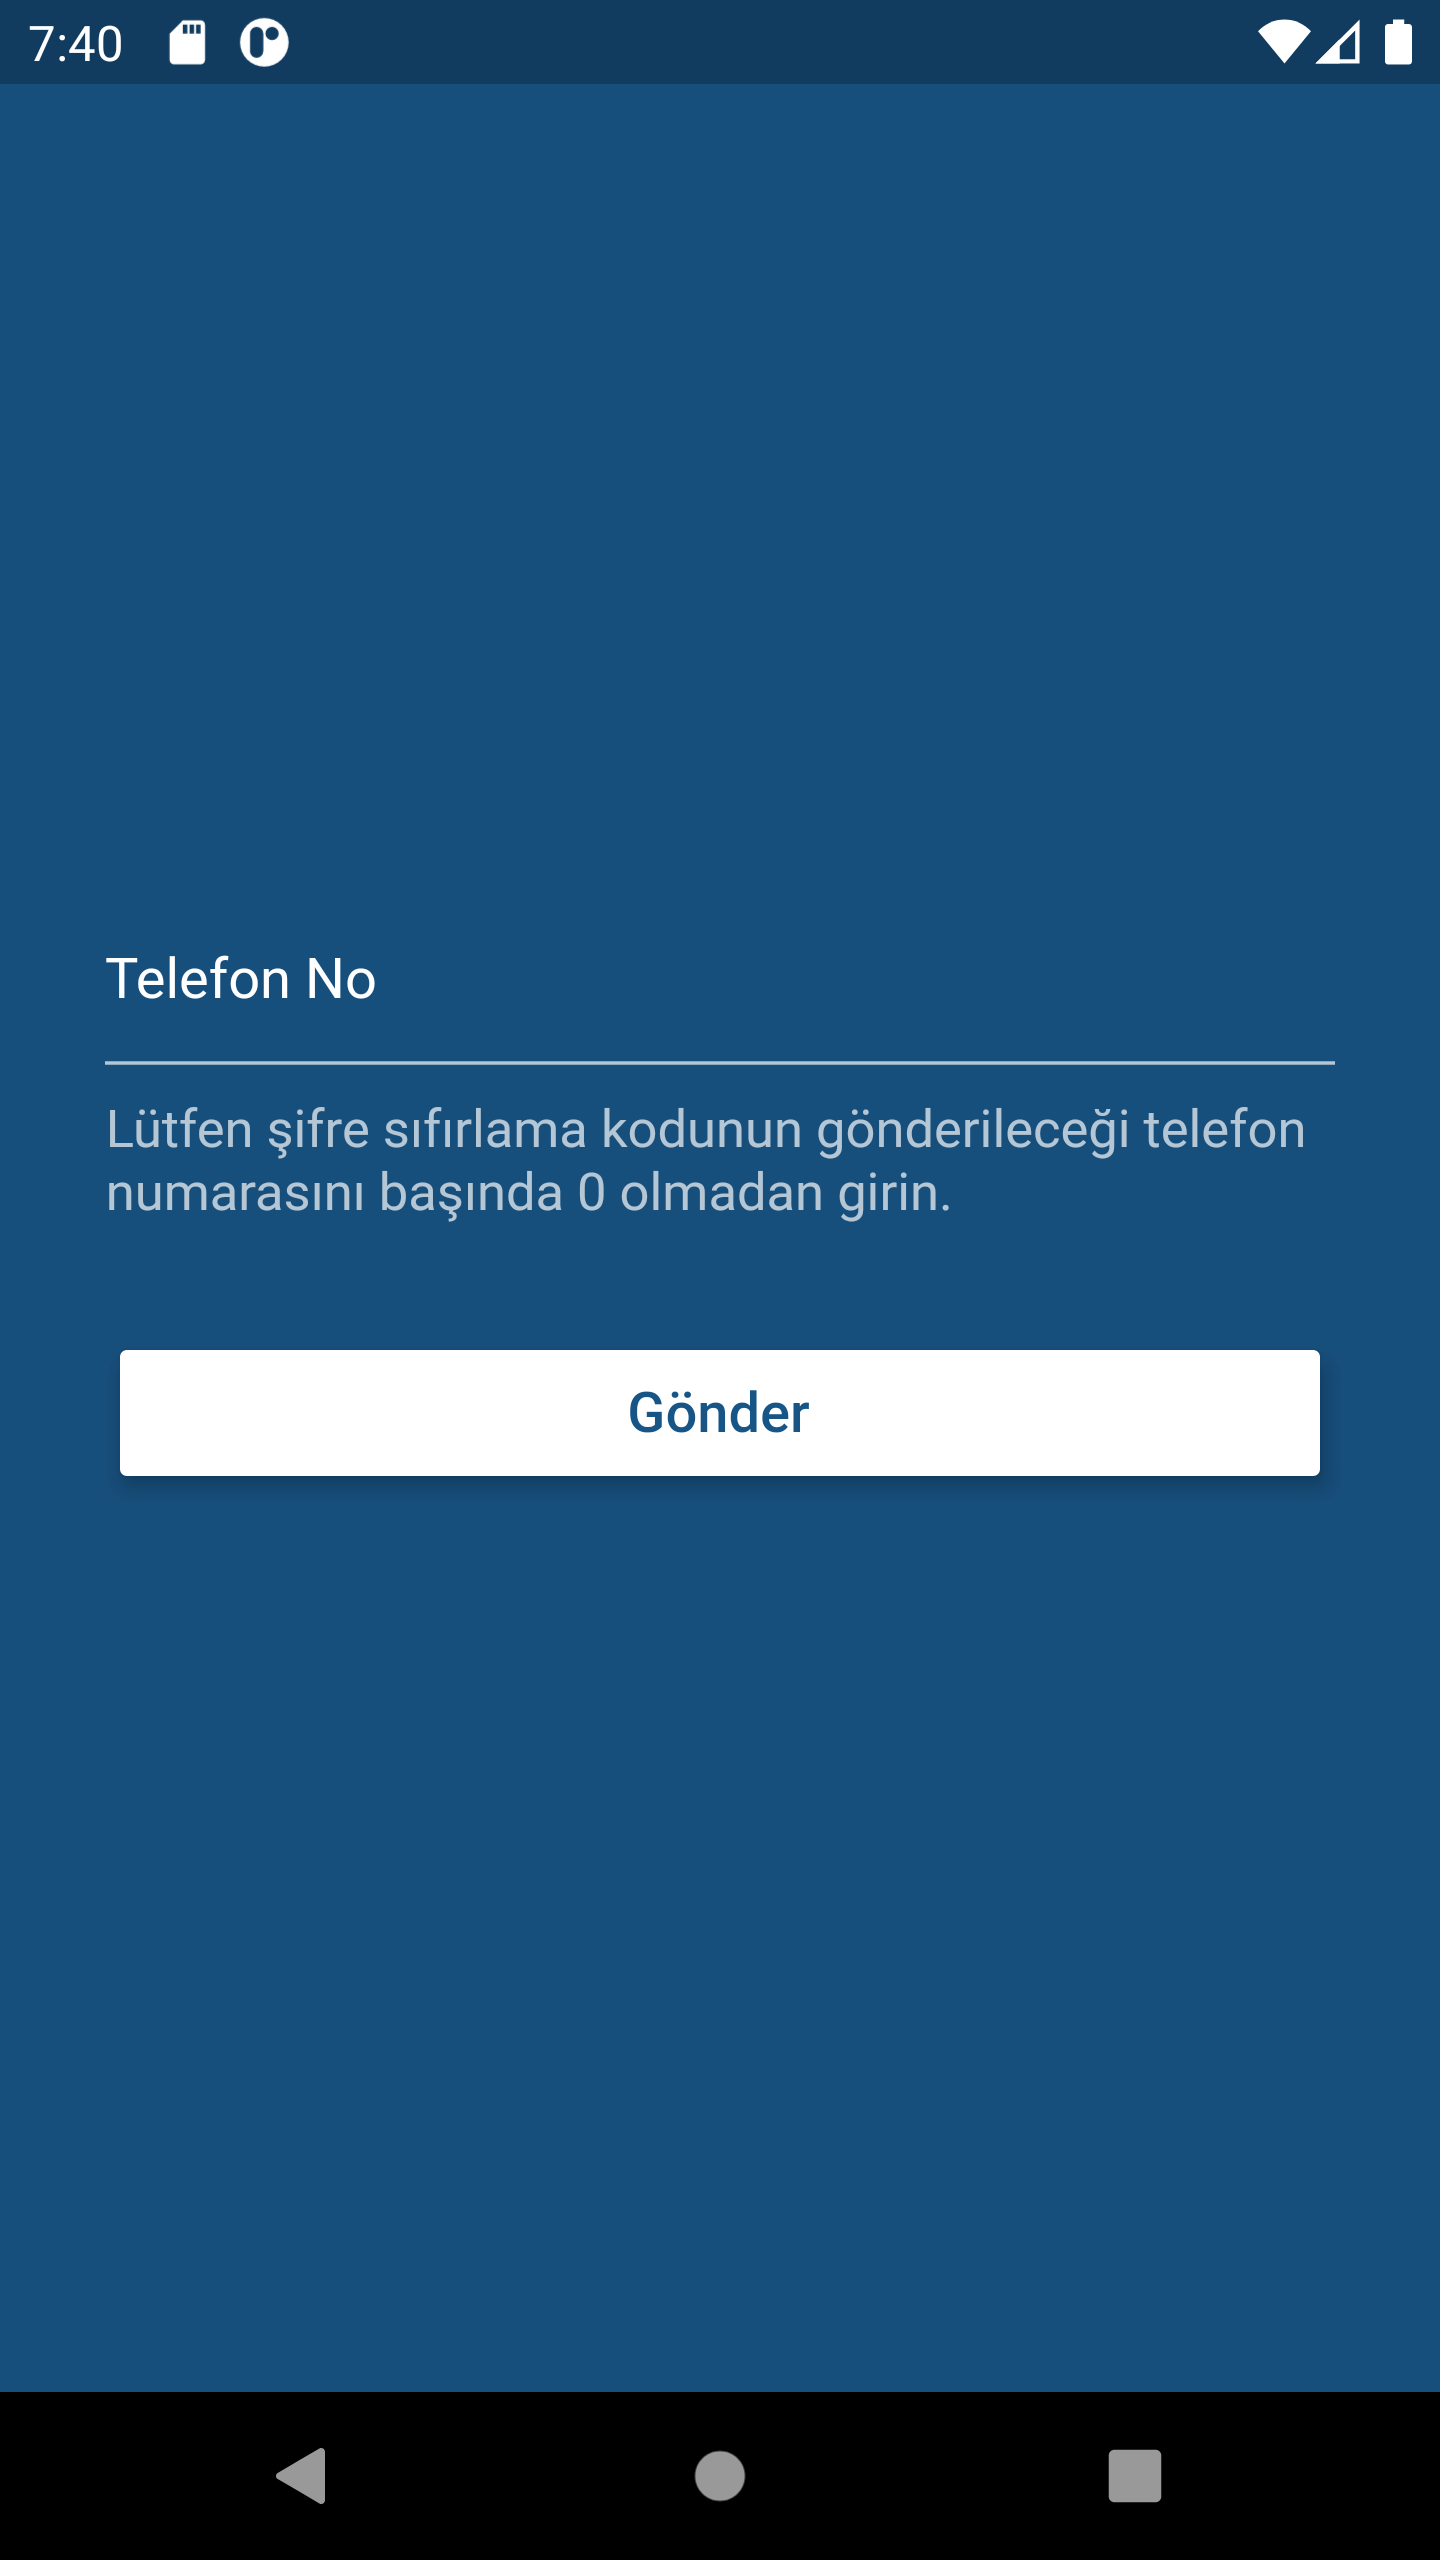 7:40
Telefon No
Lütfen şifre sıfırlama kodunun gönderileceği telefon
numarasını başında 0 olmadan girin.
Gönder